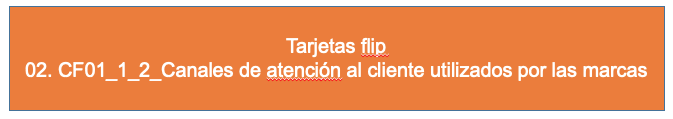 Tarjetas flip
02. CF01_1_2_Canales de atención al cliente utilizados por las marcas